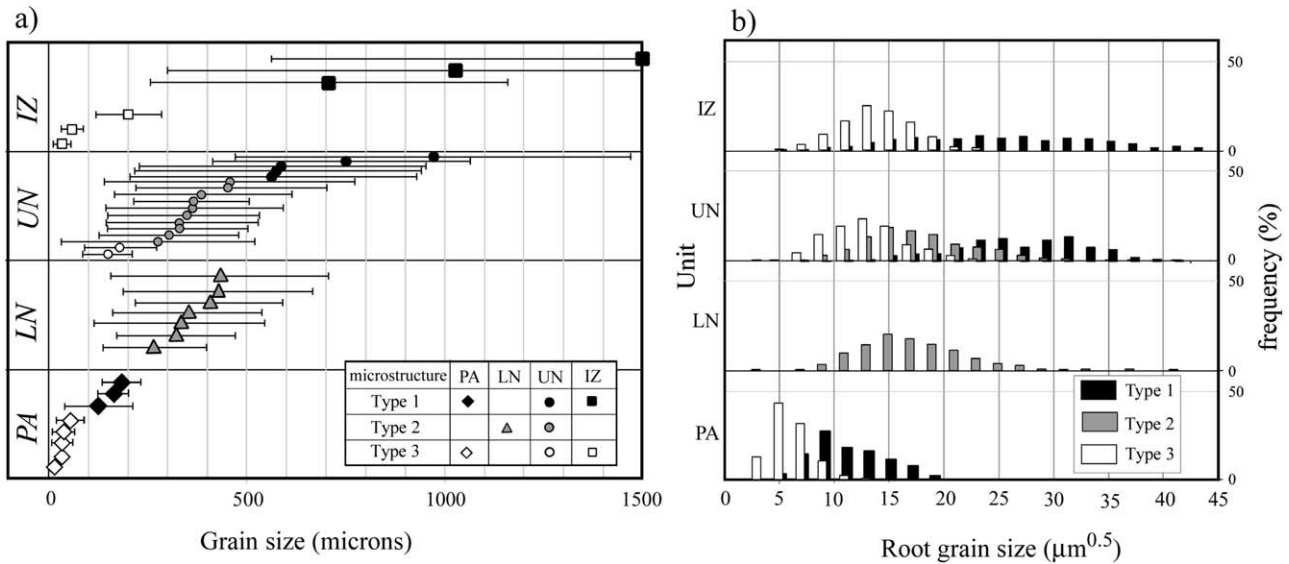 a)
IZ
UN
LN
PA
microstructure PA LN UN IZ
Type 1
Type 2
Type 3
0 500 1000 1500
Grain size (microns)
b)
50
IZ
0
50
UN
0
50
LN
0
50
PA
0
Unit
frequency (%)
Type 1
Type 2
Type 3
0 5 10 15 20 25 30 35 40 45
Root grain size (μm0.5)